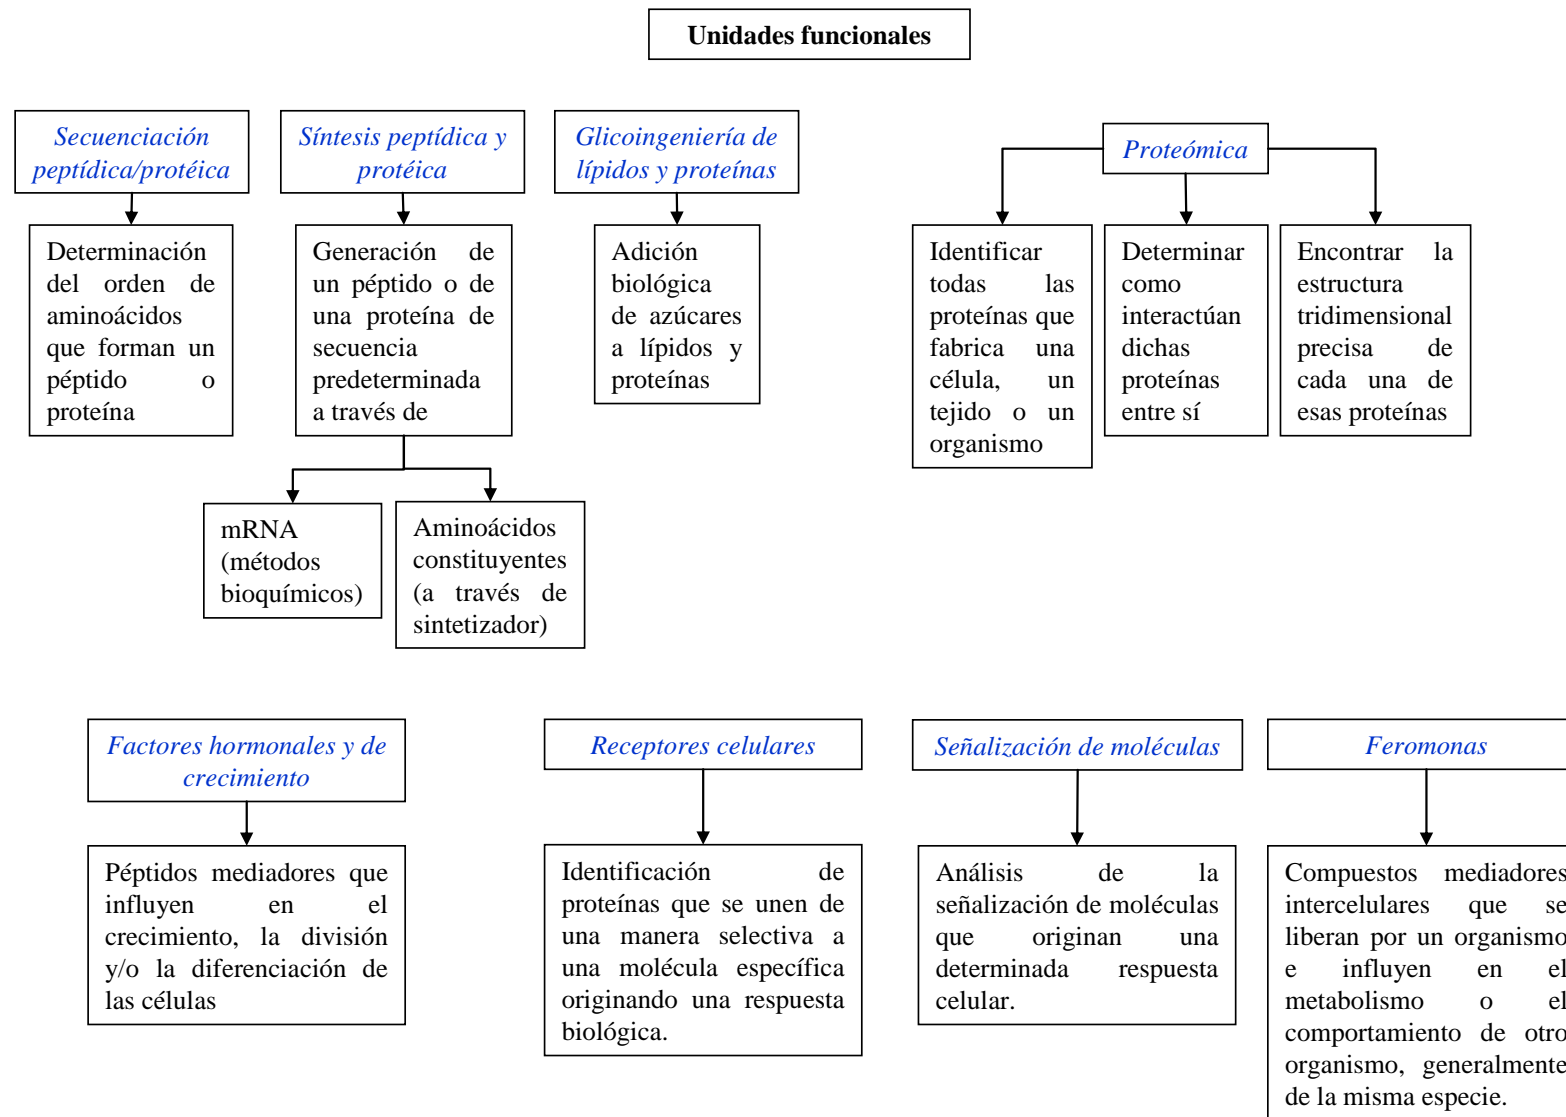 Unidades funcionales
Secuenciación
peptídica/protéica
Síntesis peptídica y
protéica
Glicoingeniería de
lípidos y proteínas
Proteómica
Determinación
del orden de
aminoácidos
que forman un
péptido o
proteína
Generación de
un péptido o de
una proteína de
secuencia
predeterminada
a través de
Adición
biológica
de azúcares
a lípidos y
proteínas
Identificar
todas las
proteínas que
fabrica una
célula, un
tejido o un
organismo
Determinar
como
interactúan
dichas
proteínas
entre sí
Encontrar la
estructura
tridimensional
precisa de
cada una de
esas proteínas
mRNA
(métodos
bioquímicos)
Aminoácidos
constituyentes
(a través de
sintetizador)
Factores hormonales y de
crecimiento
Receptores celulares
Señalización de moléculas
Feromonas
Péptidos mediadores que
influyen en el
crecimiento, la división
y/o la diferenciación de
las células
Identificación de
proteínas que se unen de
una manera selectiva a
una molécula específica
originando una respuesta
biológica.
Análisis de la
señalización de moléculas
que originan una
determinada respuesta
celular.
Compuestos mediadores
intercelulares que se
liberan por un organismo
e influyen en el
metabolismo o el
comportamiento de otro
organismo, generalmente
de la misma especie.